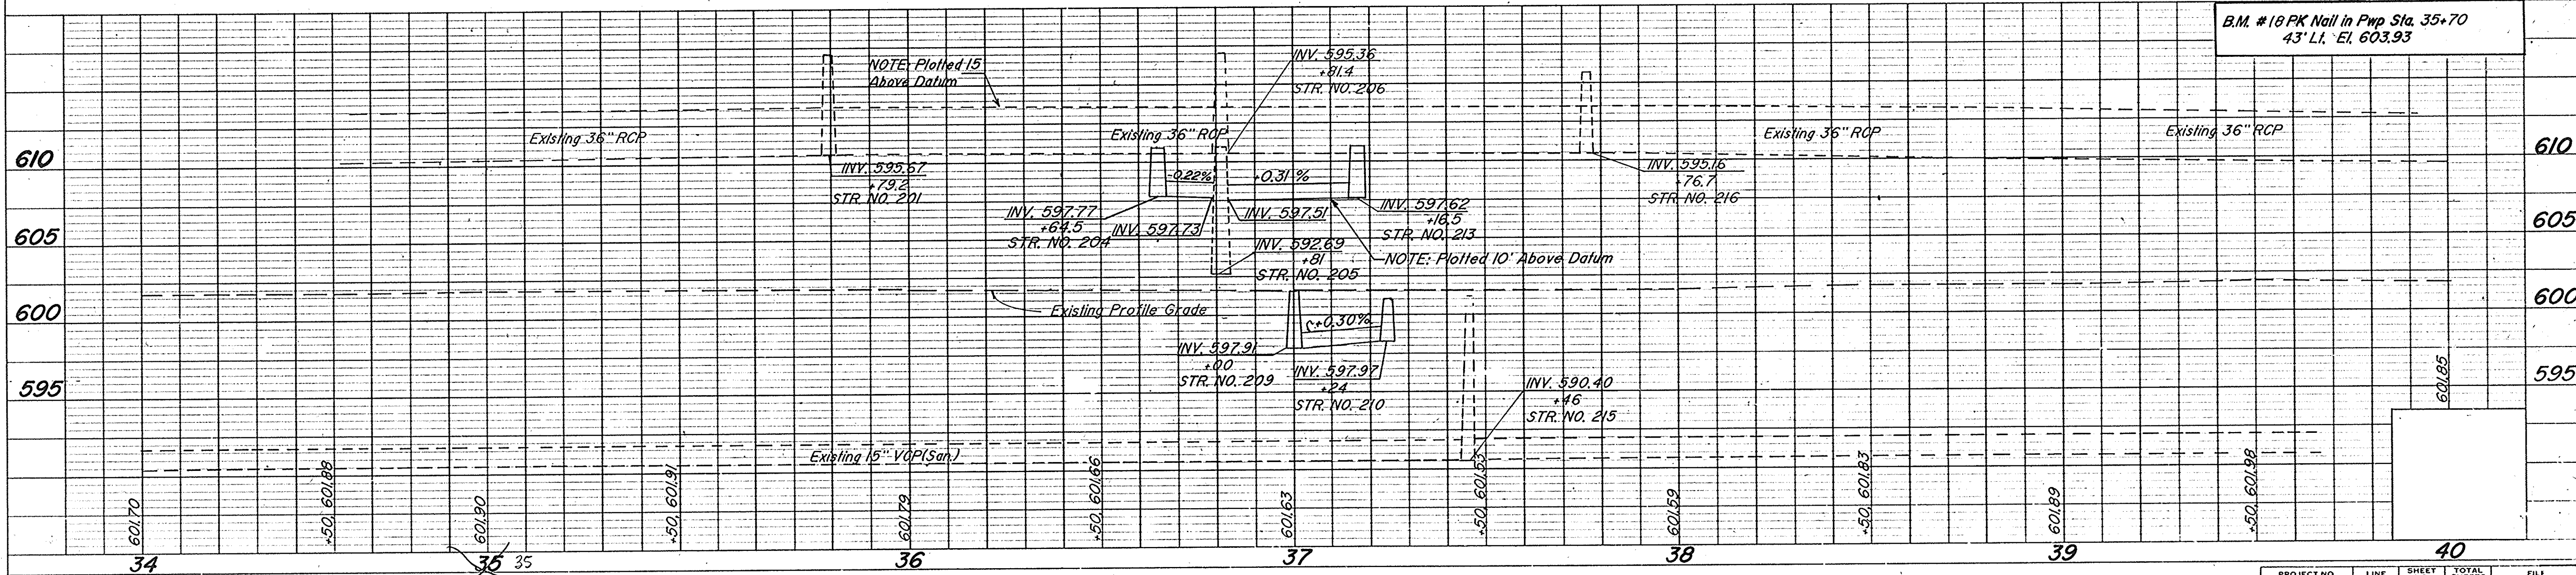 B.M. #18 PK Nail in Pwp Sta. 35+70
43' Lt. El. 603.93
NOTE: Plotted 15
Above Datum
INV. 595.36
+81.4
STR. NO. 206
Existing 36" RCP
Existing 36" RCP
Existing 36" RCP
Existing 36" RCP
610
610
INV. 595.67
+79.2
STR. NO. 201
-0.22%
+0.31%
INV. 595.16
+76.7
STR. NO. 216
INV. 597.77
+64.5
STR. NO. 204
INV. 597.73
INV. 597.51
INV. 597.62
+16.5
STR. NO. 213
605
605
INV. 592.69
+81
STR. NO. 205
NOTE: Plotted 10' Above Datum
600
600
Existing Profile Grade
+0.30%
INV. 597.91
+00
STR. NO. 209
INV. 597.97
+24
STR. NO. 210
595
595
INV. 590.40
+46
STR. NO. 215
Existing 15" VCP (San.)
601.70
+50, 601.88
601.90
+50, 601.91
601.79
+50, 601.66
601.63
+50, 601.53
601.59
+50, 601.83
601.89
+50, 601.98
601.85
34
35
35
36
37
38
39
40
PROJECT NO.
LINE
SHEET
TOTAL
FILE